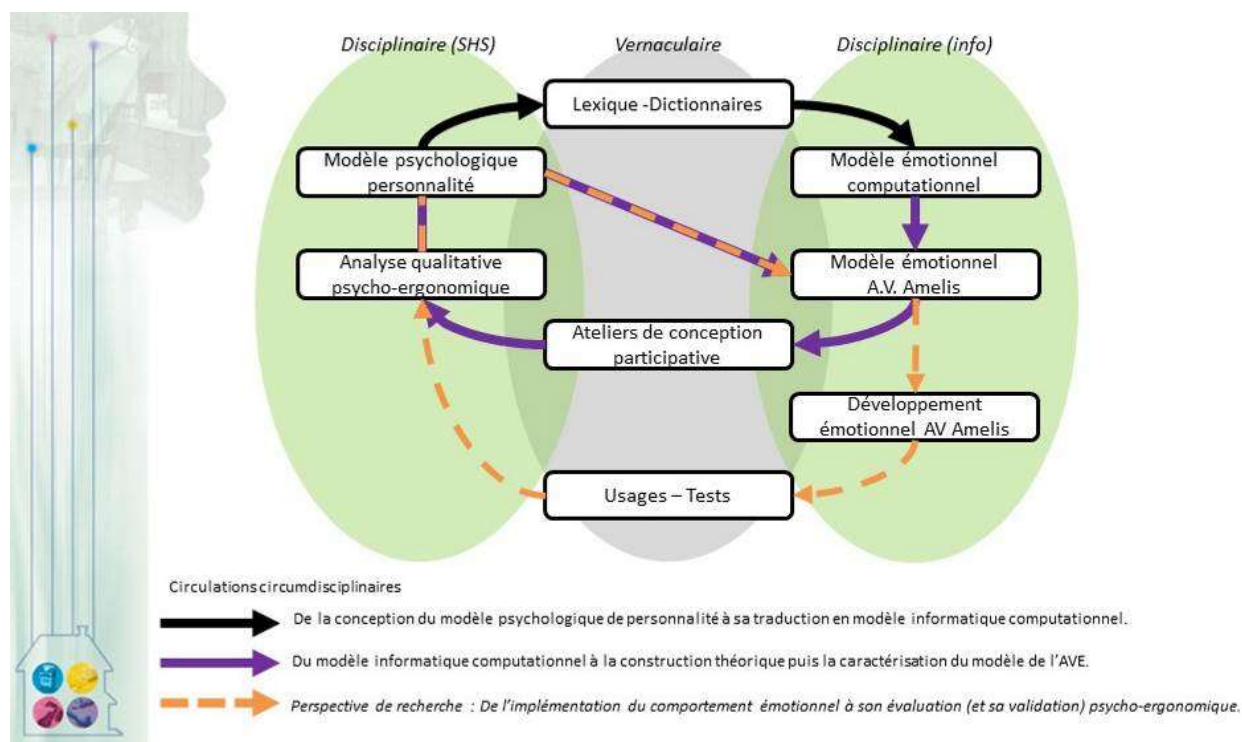 Disciplinaire (SHS)
Vernaculaire
Disciplinaire (info)
Lexique -Dictionnaires
Modèle psychologique
personnalité
Modèle émotionnel
computationnel
Analyse qualitative
psycho-ergonomique
Modèle émotionnel
A.V. Amelis
Ateliers de conception
participative
Développement
émotionnel AV Amelis
Usages – Tests
Circulations circumdisciplinaires
De la conception du modèle psychologique de personnalité à sa traduction en modèle informatique computationnel.
Du modèle informatique computationnel à la construction théorique puis la caractérisation du modèle de l'AVE.
Perspective de recherche : De l'implémentation du comportement émotionnel à son évaluation (et sa validation) psycho-ergonomique.